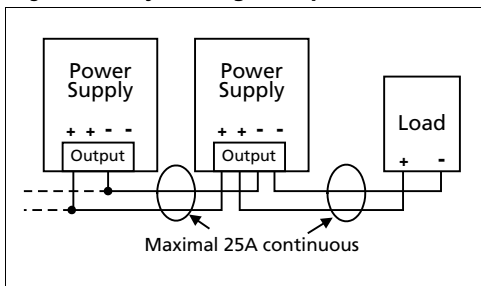 Power Supply
+ + - -
Output
Power Supply
+ + - -
Output
Load
+ -
Maximal 25A continuous